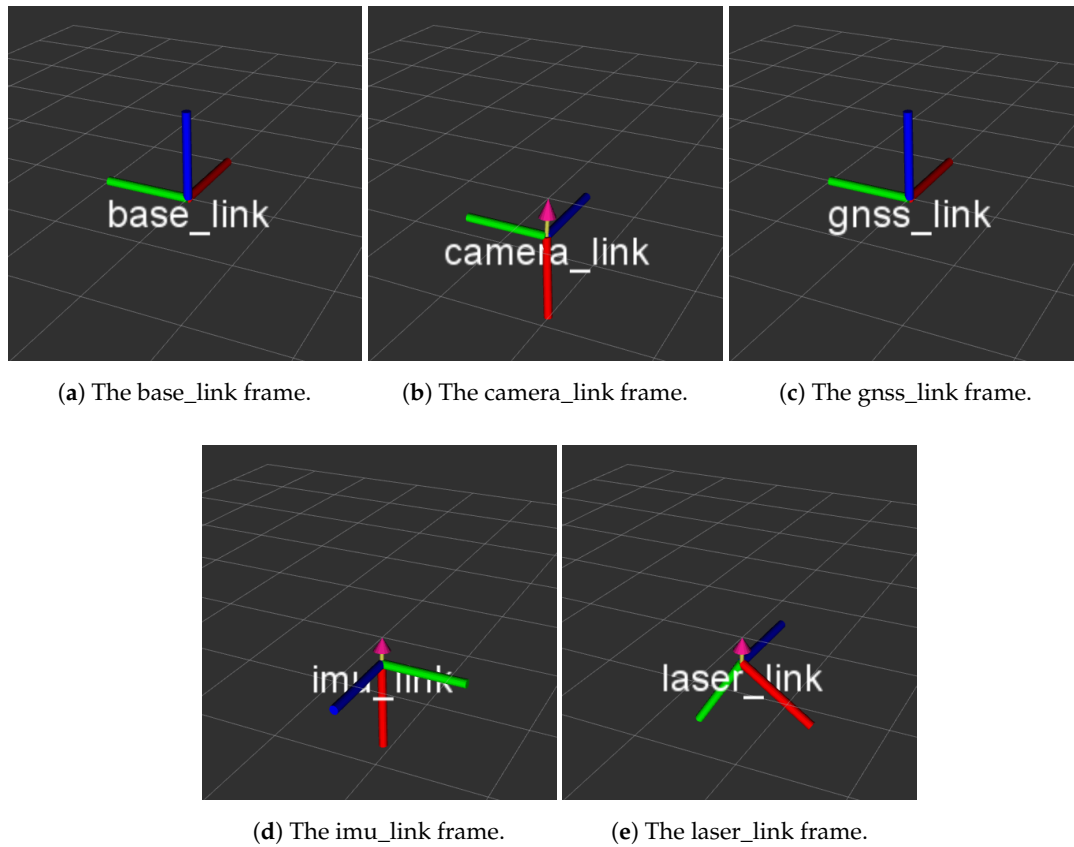 base_link
camera_link
gnss_link
(a) The base_link frame.
(b) The camera_link frame.
(c) The gnss_link frame.
imu_link
laser_link
(d) The imu_link frame.
(e) The laser_link frame.